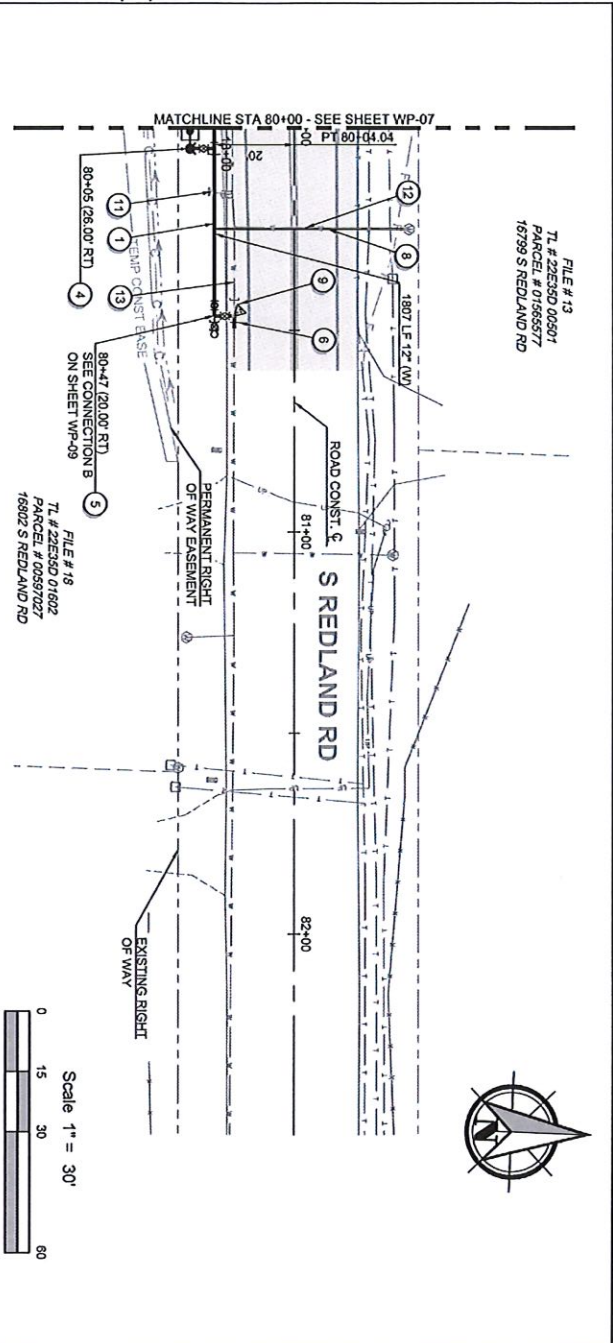 MATCHLINE STA 80+00 - SEE SHEET WP-07
PT 80+04.04
FILE # 13
TL # 22E35D 00501
PARCEL # 01565577
16799 S REDLAND RD
12
8
1807 LF 12" (W)
9
6
11
1
13
80+05 (26.00' RT)
4
80+47 (20.00' RT)
SEE CONNECTION B
ON SHEET WP-09
5
20'
TEMP CONST EASE
PERMANENT RIGHT
OF WAY EASEMENT
ROAD CONST. ℄
81+00
S REDLAND RD
82+00
FILE # 18
TL # 22E35D 01602
PARCEL # 00597027
16802 S REDLAND RD
EXISTING RIGHT
OF WAY
N
Scale 1" = 30'
0 15 30 60